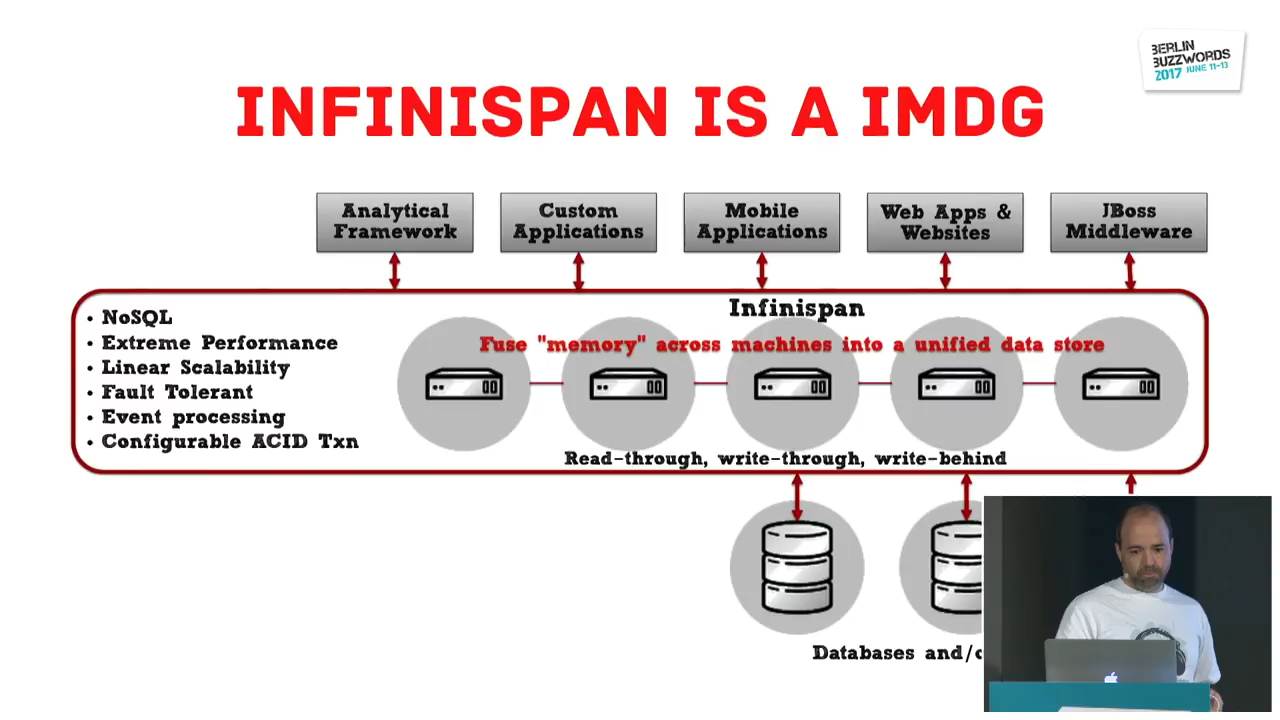 BERLIN
BUZZWORDS
2017 JUNE 11-13
INFINISPAN IS A IMDG
Analytical
Framework
Custom
Applications
Mobile
Applications
Web Apps &
Websites
JBoss
Middleware
Infinispan
• NoSQL
• Extreme Performance
• Linear Scalability
• Fault Tolerant
• Event processing
• Configurable ACID Txn
Fuse "memory" across machines into a unified data store
Read-through, write-through, write-behind
Databases and/